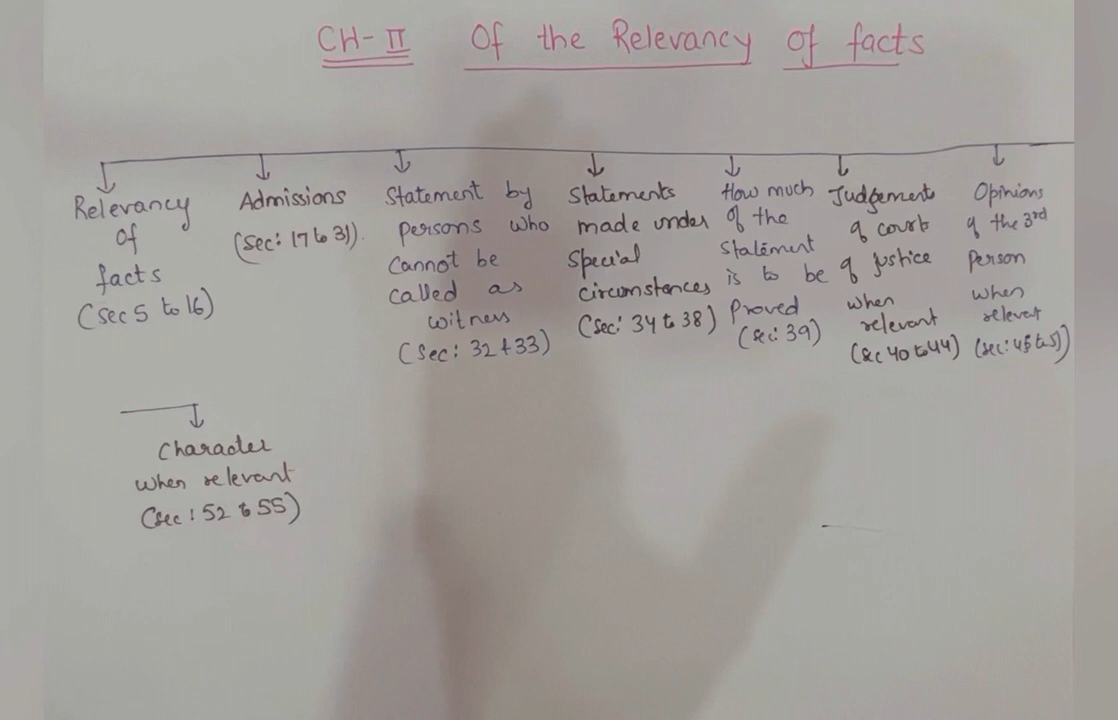 CH-II Of the Relevancy of facts
Relevancy
of
facts
(Sec 5 to 16)
Admissions
(Sec: 17 to 31).
Statement by
persons who
cannot be
called as
witness
(Sec: 32 + 33)
Statements
made under
Special
circumstances
(Sec: 34 to 38)
How much
of the
Statement
is to be
Proved
(Sec: 39)
Judgement
of courts
of justice
when
relevant
(Sec 40 to 44)
Opinions
of the 3rd
Person
when
relevant
(Sec: 45 to 51)
Character
when relevant
(Sec: 52 to 55)